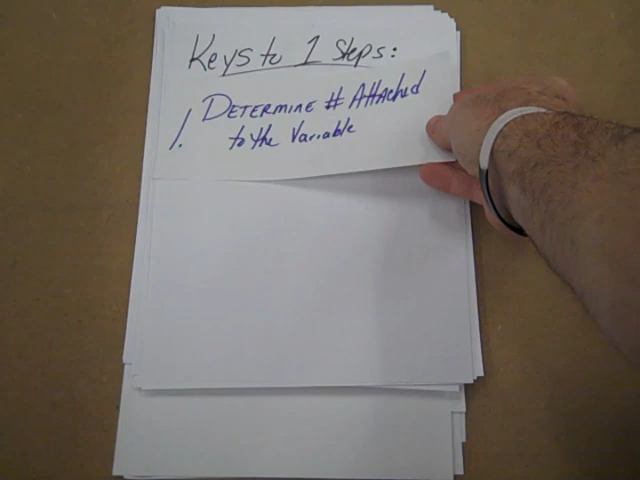 Keys to 1 Steps:
1. DETERMINE # Attached
to the Variable